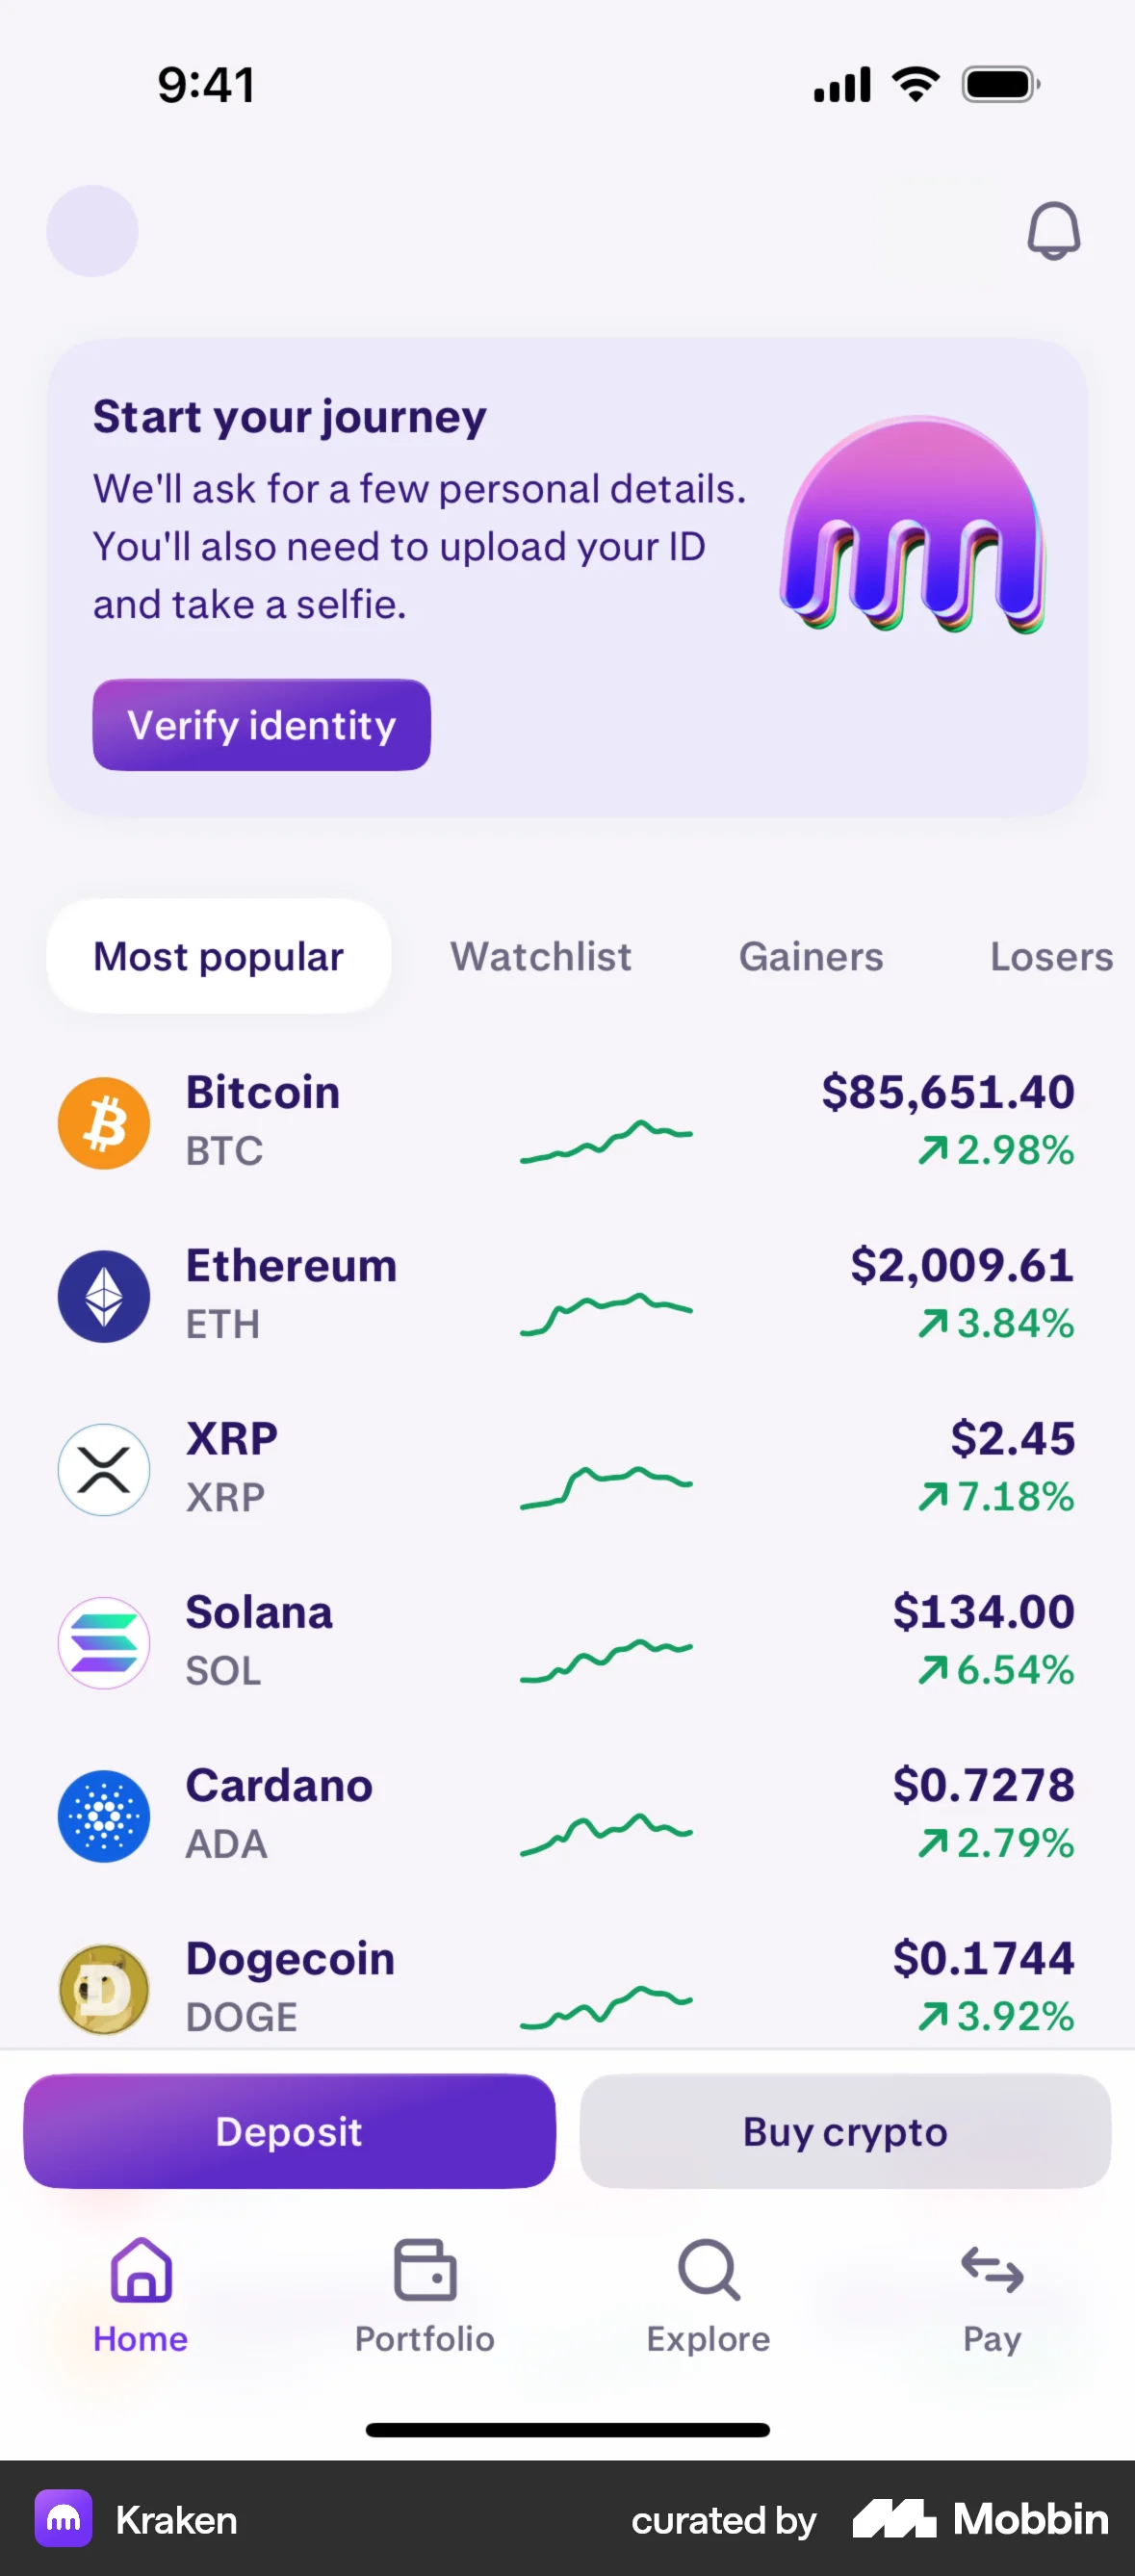 9:41
Start your journey
We'll ask for a few personal details.
You'll also need to upload your ID
and take a selfie.
Verify identity
Most popular Watchlist Gainers Losers
Bitcoin $85,651.40
BTC 2.98%
Ethereum $2,009.61
ETH 3.84%
XRP $2.45
XRP 7.18%
Solana $134.00
SOL 6.54%
Cardano $0.7278
ADA 2.79%
Dogecoin $0.1744
DOGE 3.92%
Deposit Buy crypto
Home Portfolio Explore Pay
Kraken curated by Mobbin